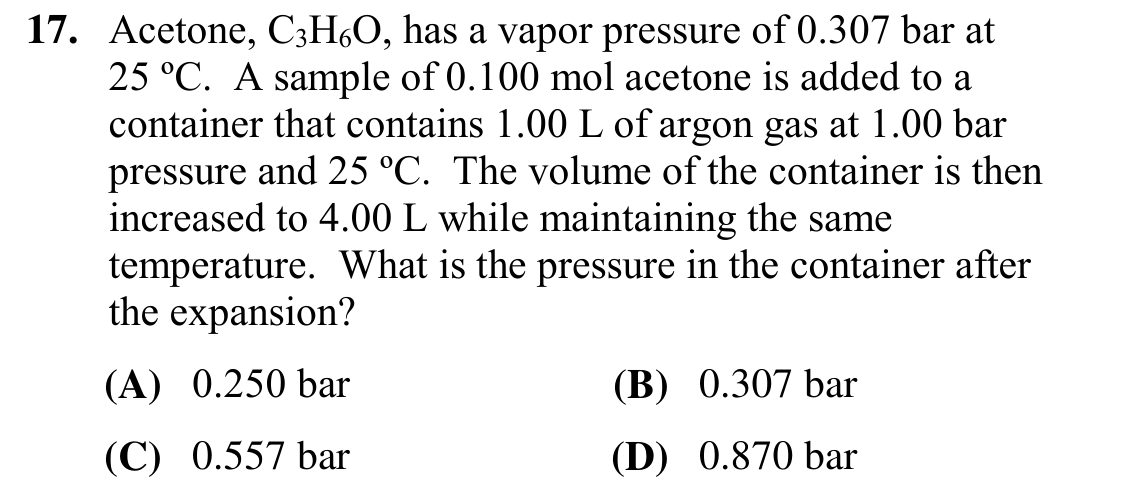 17. Acetone, C₃H₆O, has a vapor pressure of 0.307 bar at
25 ºC. A sample of 0.100 mol acetone is added to a
container that contains 1.00 L of argon gas at 1.00 bar
pressure and 25 ºC. The volume of the container is then
increased to 4.00 L while maintaining the same
temperature. What is the pressure in the container after
the expansion?
(A) 0.250 bar (B) 0.307 bar
(C) 0.557 bar (D) 0.870 bar